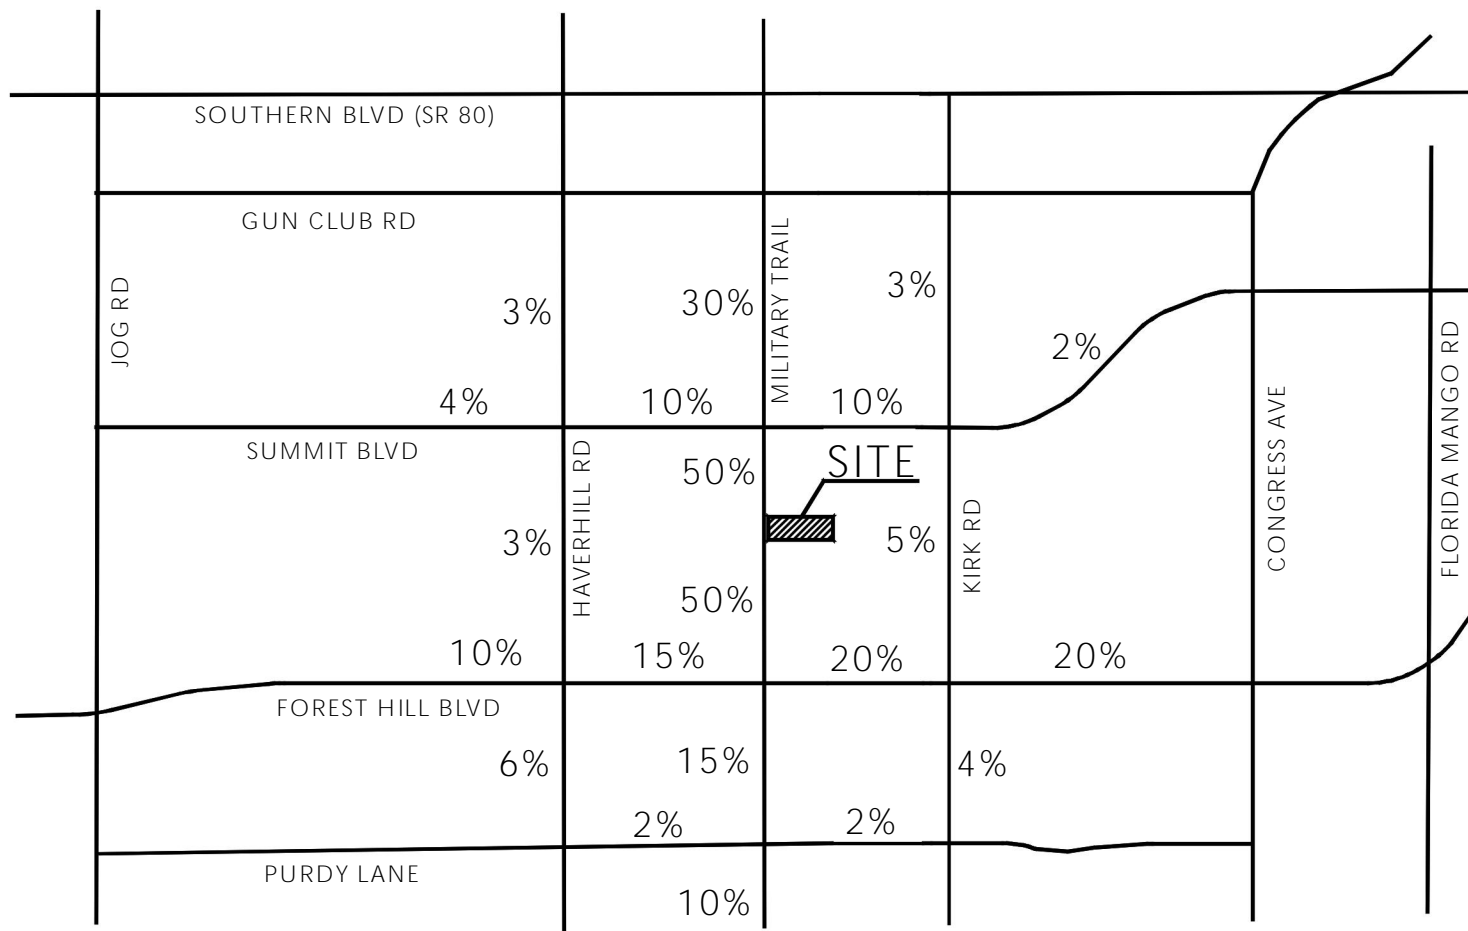 SOUTHERN BLVD (SR 80)
GUN CLUB RD
MILITARY TRAIL
JOG RD
3%
30%
3%
2%
FLORIDA MANGO RD
4%
10%
10%
CONGRESS AVE
SUMMIT BLVD
HAVERHILL RD
50%
SITE
3%
5%
KIRK RD
50%
10%
15%
20%
20%
FOREST HILL BLVD
6%
15%
4%
2%
2%
PURDY LANE
10%